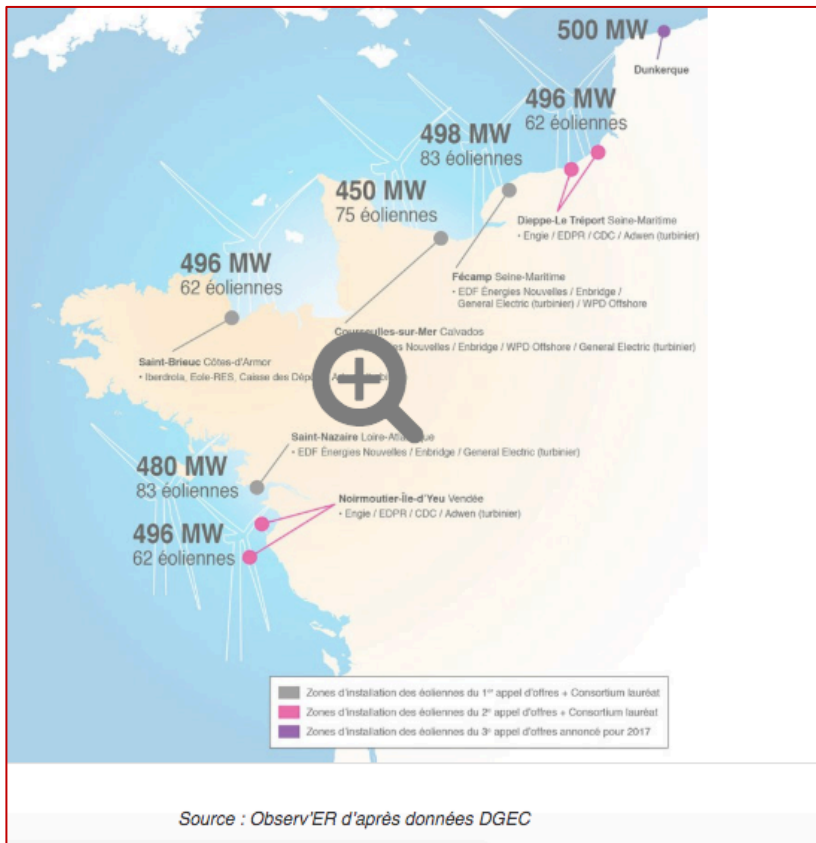 500 MW
Dunkerque
496 MW
62 éoliennes
498 MW
83 éoliennes
450 MW
75 éoliennes
Dieppe-Le Tréport Seine-Maritime
• Engie / EDPR / CDC / Adwen (turbinier)
496 MW
62 éoliennes
Fécamp Seine-Maritime
• EDF Énergies Nouvelles / Enbridge /
General Electric (turbinier) / WPD Offshore
Courseulles-sur-Mer Calvados
Nouvelles / Enbridge / WPD Offshore / General Electric (turbinier)
Saint-Brieuc Côtes-d'Armor
• Iberdrola, Eole-RES, Caisse des
Saint-Nazaire
• EDF Énergies Nouvelles / Enbridge / General Electric (turbinier)
480 MW
83 éoliennes
Noirmoutier-Île-d'Yeu Vendée
• Engie / EDPR / CDC / Adwen (turbinier)
496 MW
62 éoliennes
Zones d'installation des éoliennes du 1er appel d'offres + Consortium lauréat
Zones d'installation des éoliennes du 2e appel d'offres + Consortium lauréat
Zones d'installation des éoliennes du 3e appel d'offres annoncé pour 2017
Source : Observ'ER d'après données DGEC